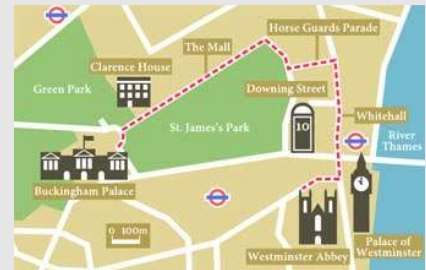 Horse Guards Parade
The Mall
Clarence House
Green Park
Downing Street
10
Whitehall
St. James's Park
River
Thames
Buckingham Palace
0 100m
Westminster Abbey
Palace of
Westminster